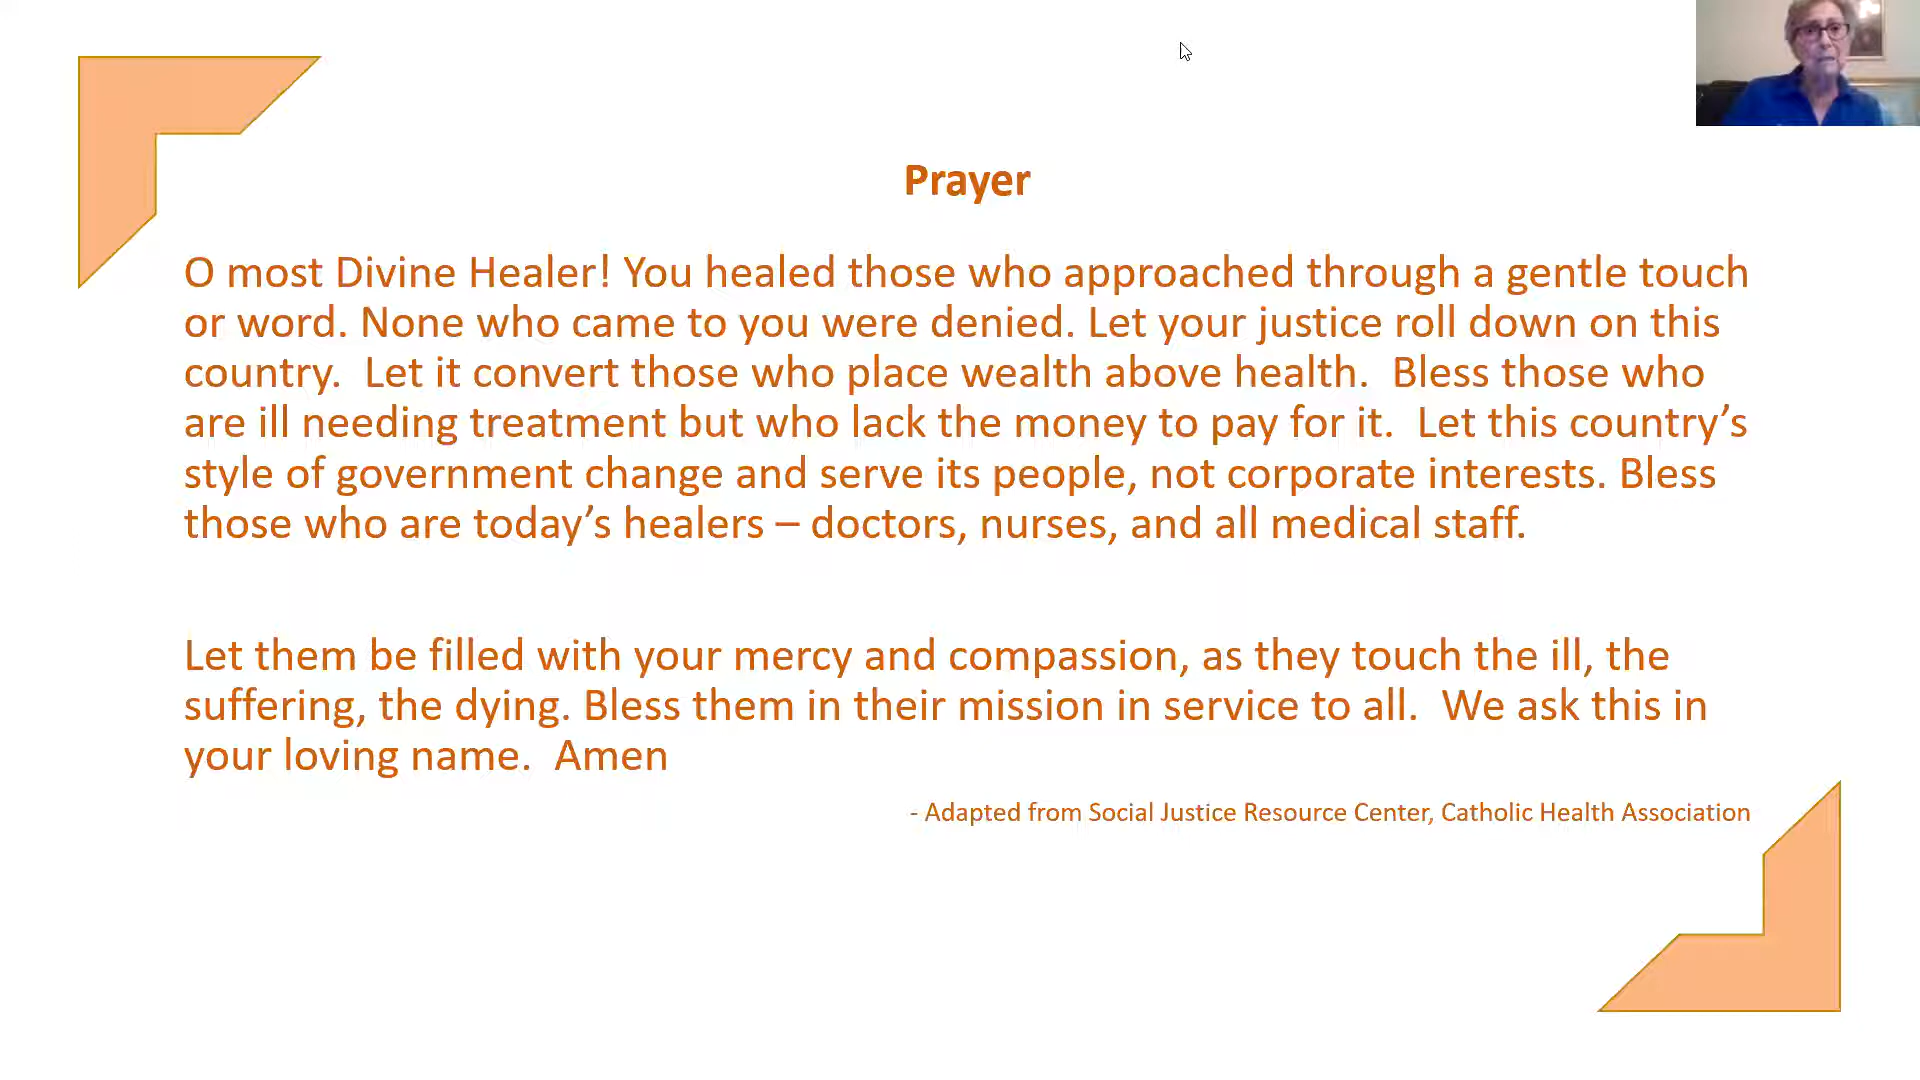 Prayer
O most Divine Healer! You healed those who approached through a gentle touch
or word. None who came to you were denied. Let your justice roll down on this
country.  Let it convert those who place wealth above health.  Bless those who
are ill needing treatment but who lack the money to pay for it.  Let this country’s
style of government change and serve its people, not corporate interests. Bless
those who are today’s healers – doctors, nurses, and all medical staff.
Let them be filled with your mercy and compassion, as they touch the ill, the
suffering, the dying. Bless them in their mission in service to all.  We ask this in
your loving name.  Amen
- Adapted from Social Justice Resource Center, Catholic Health Association